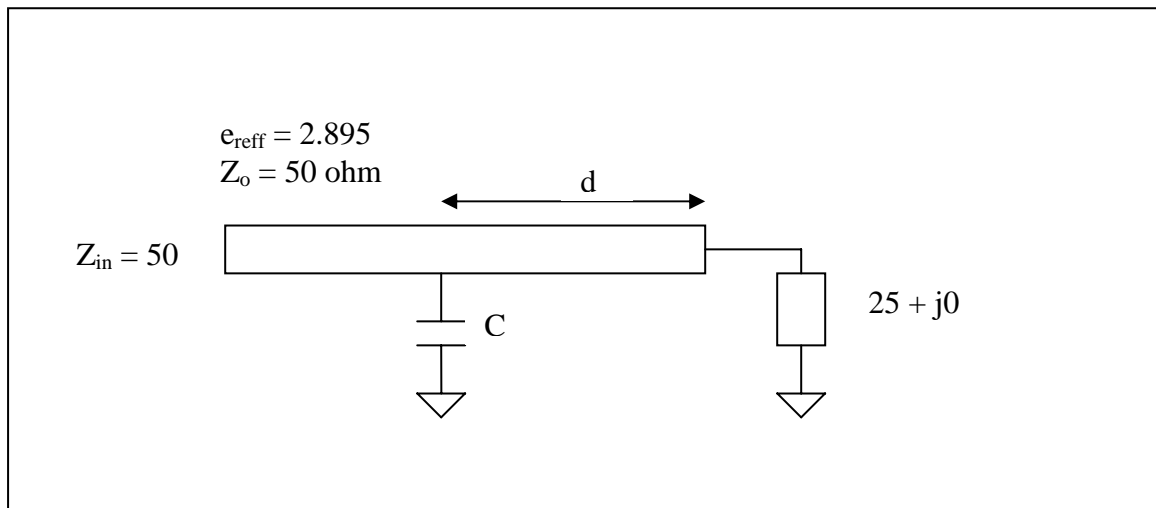 e_reff = 2.895
Z_o = 50 ohm
d
Z_in = 50
C
25 + j0